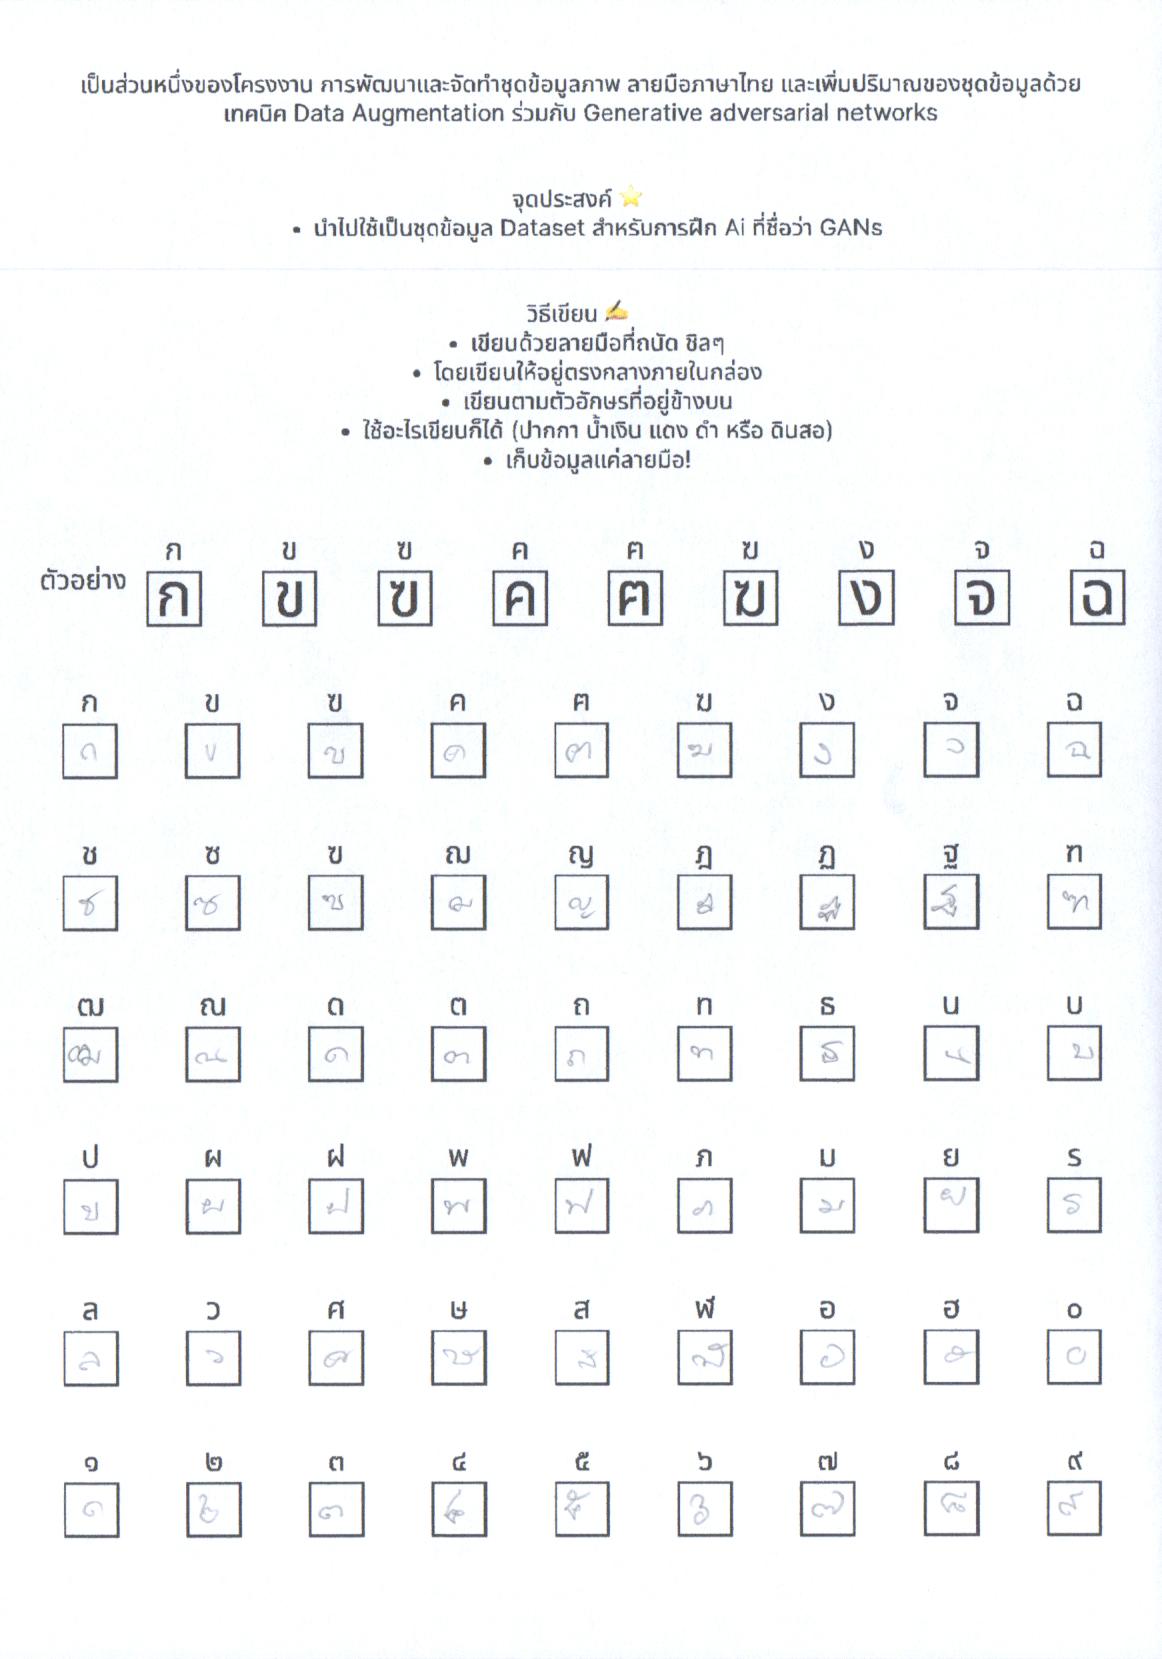 เป็นส่วนหนึ่งของโครงงาน การพัฒนาและจัดทำชุดข้อมูลภาพ ลายมือภาษาไทย และเพิ่มปริมาณของชุดข้อมูลด้วย
เทคนิค Data Augmentation ร่วมกับ Generative adversarial networks
จุดประสงค์ ⭐
• นำไปใช้เป็นชุดข้อมูล Dataset สำหรับการฝึก Ai ที่ชื่อว่า GANs
วิธีเขียน ✍
• เขียนด้วยลายมือที่ถนัด ชิลๆ
• โดยเขียนให้อยู่ตรงกลางภายในกล่อง
• เขียนตามตัวอักษรที่อยู่ข้างบน
• ใช้อะไรเขียนก็ได้ (ปากกา น้ำเงิน แดง ดำ หรือ ดินสอ)
• เก็บข้อมูลแค่ลายมือ!
ก ข ฃ ค ฅ ฆ ง จ ฉ
ตัวอย่าง ก ข ฃ ค ฅ ฆ ง จ ฉ
ก ข ฃ ค ฅ ฆ ง จ ฉ
ก ข ฃ ค ฅ ฆ ง จ ฉ
ช ซ ฃ ฌ ญ ฎ ฏ ฐ ฑ
ช ซ ฃ ฌ ญ ฎ ฏ ฐ ฑ
ฒ ณ ด ต ถ ท ธ น บ
ฒ ณ ด ต ถ ท ธ น บ
ป ผ ฝ พ ฟ ภ ม ย ร
ป ผ ฝ พ ฟ ภ ม ย ร
ล ว ศ ษ ส ฬ อ ฮ ๐
ล ว ศ ษ ส ฬ อ ฮ ๐
๑ ๒ ๓ ๔ ๕ ๖ ๗ ๘ ๙
๑ ๒ ๓ ๔ ๕ ๖ ๗ ๘ ๙